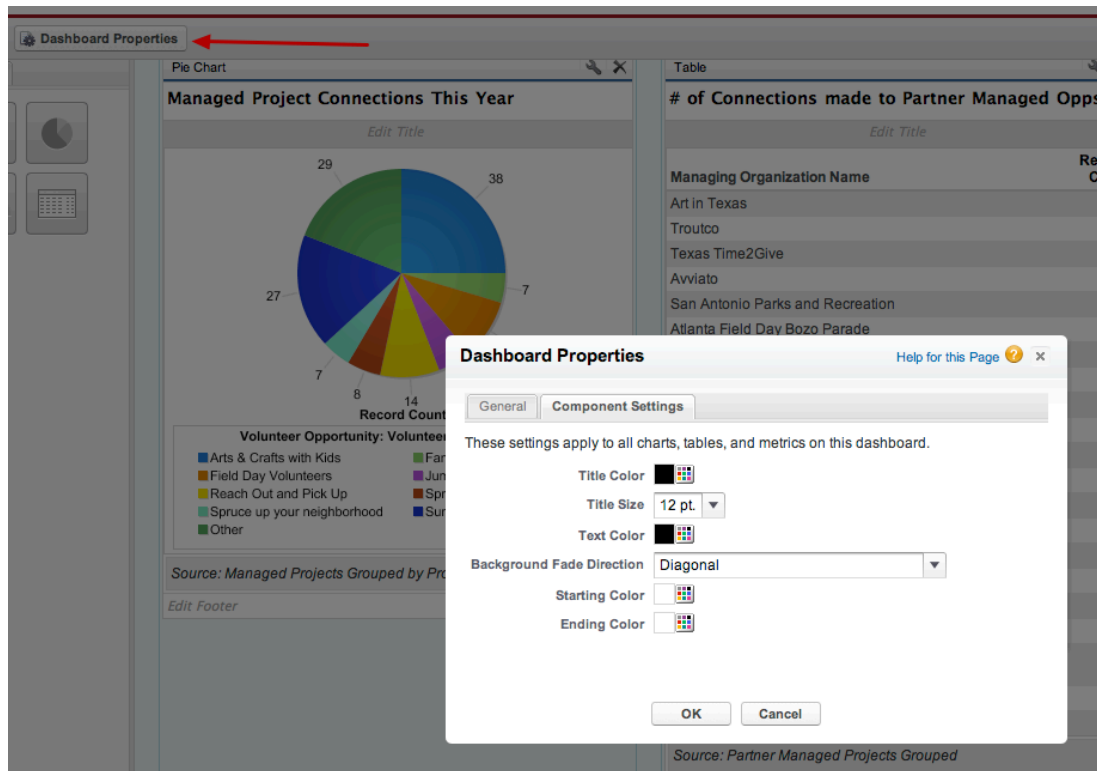 Dashboard Properties
Pie Chart
Managed Project Connections This Year
Edit Title
29
38
7
27
7
8
14
Record Count
Volunteer Opportunity: Volunteer
Arts & Crafts with Kids
Field Day Volunteers
Reach Out and Pick Up
Spruce up your neighborhood
Other
Source: Managed Projects Grouped by
Edit Footer
Table
# of Connections made to Partner Managed Opps
Edit Title
Managing Organization Name
Art in Texas
Troutco
Texas Time2Give
Avviato
San Antonio Parks and Recreation
Atlanta Field Day Bozo Parade
Source: Partner Managed Projects Grouped
Dashboard Properties
Help for this Page ?
General
Component Settings
These settings apply to all charts, tables, and metrics on this dashboard.
Title Color
Title Size 12 pt.
Text Color
Background Fade Direction Diagonal
Starting Color
Ending Color
OK Cancel